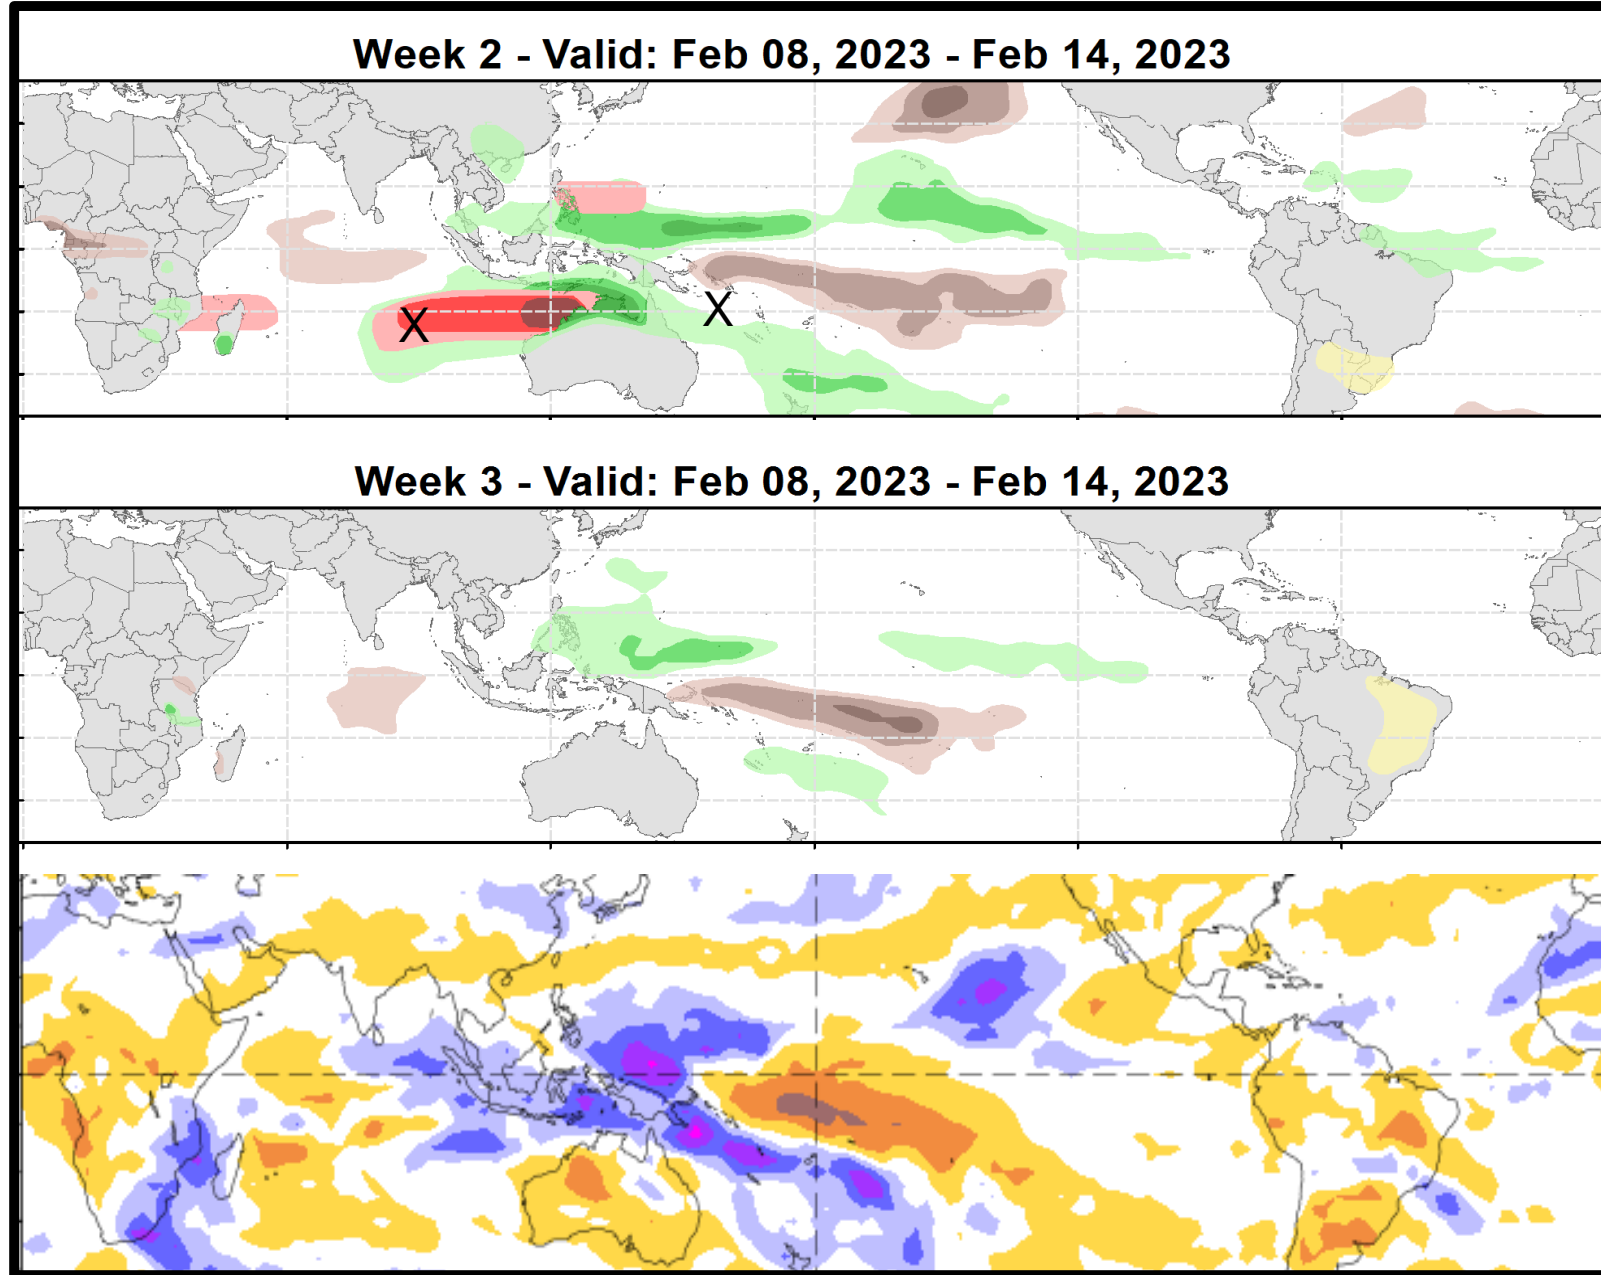 Week 2 - Valid: Feb 08, 2023 - Feb 14, 2023
X
X
Week 3 - Valid: Feb 08, 2023 - Feb 14, 2023